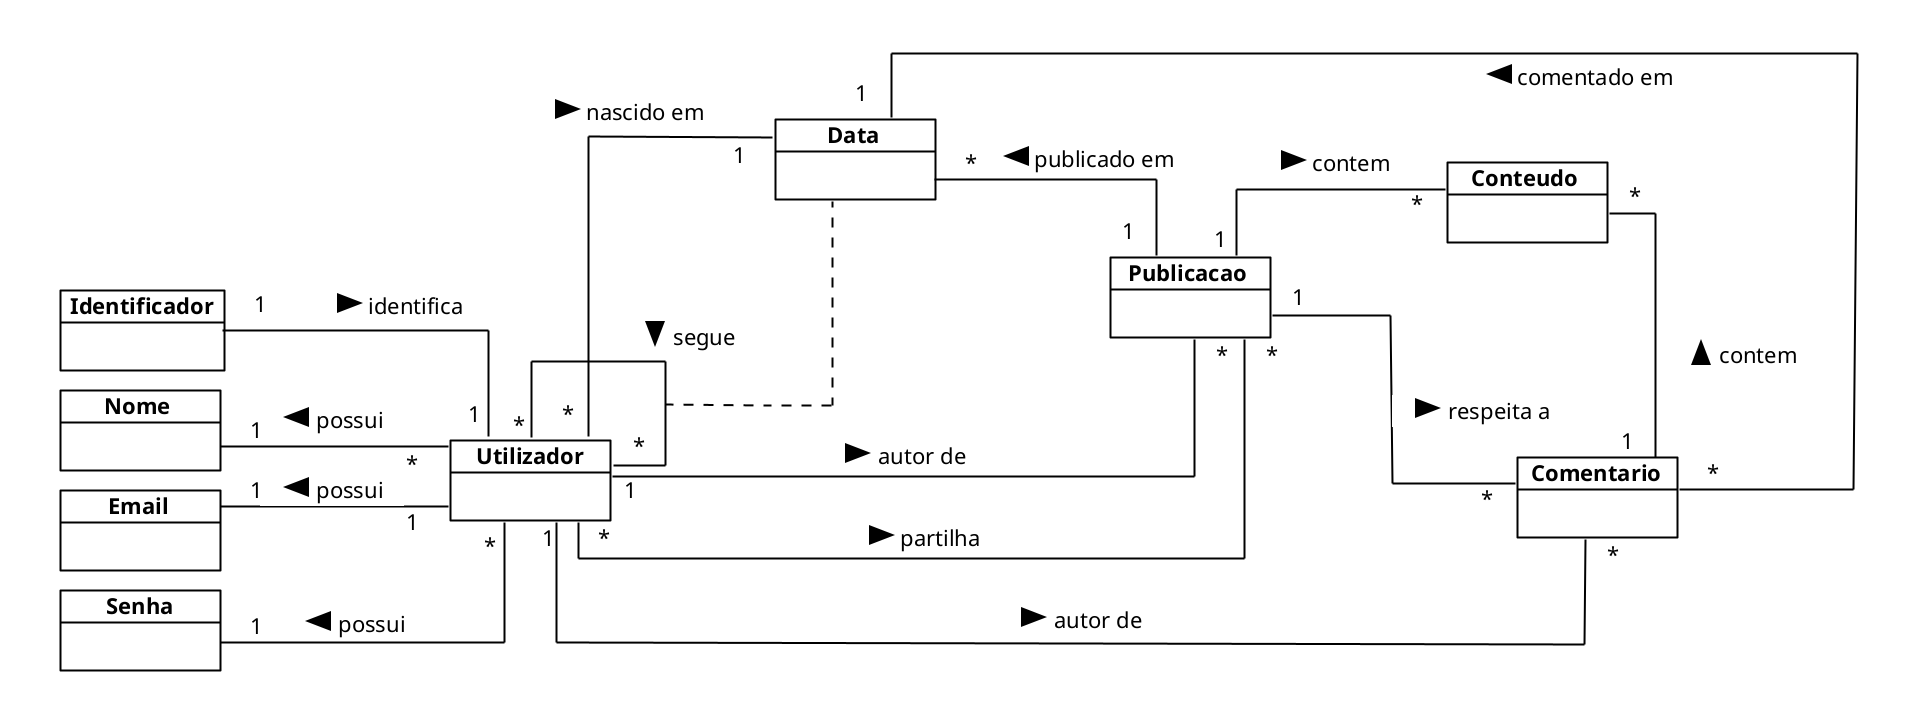 comentado em
1
nascido em
Data
1
* publicado em
contem
Conteudo
*
*
1
1
Publicacao
Identificador
1
identifica
1
segue
* *
contem
Nome
1
possui
*
1
*
*
*
respeita a
1
Utilizador
autor de
1
Comentario
*
*
Email
1
possui
1
*
1
*
partilha
*
Senha
1
possui
autor de